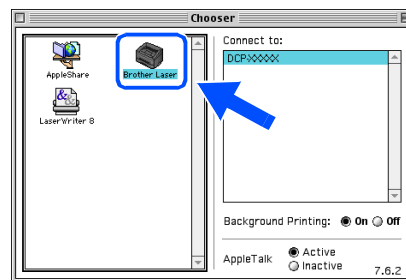 Chooser
Connect to:
DCP-XXXX
AppleShare
Brother Laser
LaserWriter 8
Background Printing: On Off
AppleTalk
Active
Inactive
7.6.2